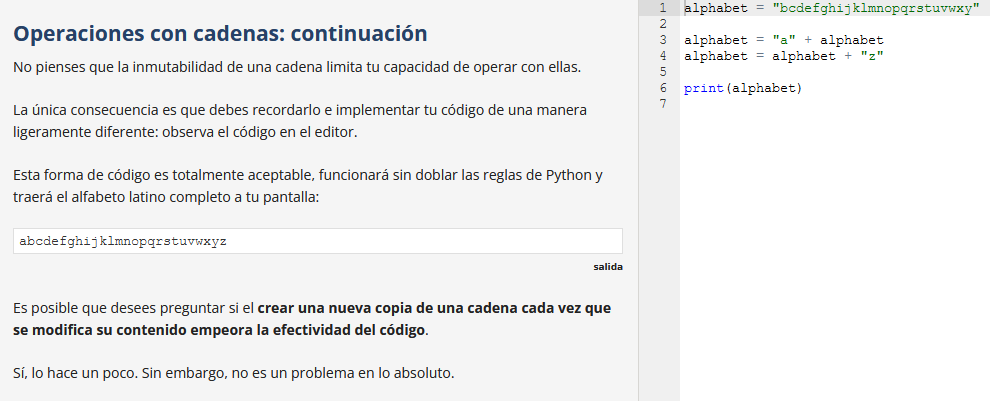 Operaciones con cadenas: continuación
No pienses que la inmutabilidad de una cadena limita tu capacidad de operar con ellas.
La única consecuencia es que debes recordarlo e implementar tu código de una manera
ligeramente diferente: observa el código en el editor.
Esta forma de código es totalmente aceptable, funcionará sin doblar las reglas de Python y
traerá el alfabeto latino completo a tu pantalla:
abcdefghijklmnopqrstuvwxyz
salida
Es posible que desees preguntar si el crear una nueva copia de una cadena cada vez que
se modifica su contenido empeora la efectividad del código.
Sí, lo hace un poco. Sin embargo, no es un problema en lo absoluto.
1 alphabet = "bcdefghijklmnopqrstuvwxy"
2
3 alphabet = "a" + alphabet
4 alphabet = alphabet + "z"
5
6 print(alphabet)
7